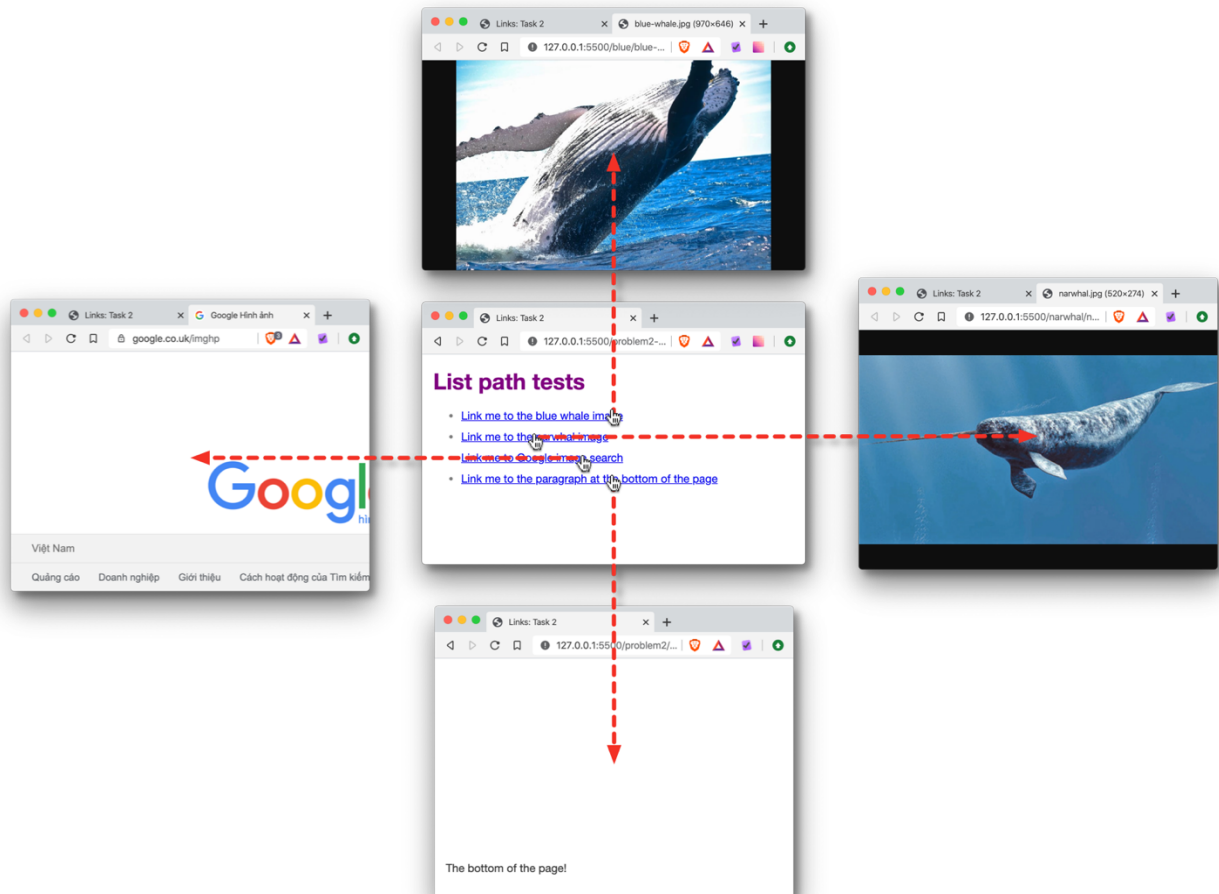 Links: Task 2
blue-whale.jpg (970×646)
127.0.0.1:5500/blue/blue-...
Links: Task 2
Google Hình ảnh
google.co.uk/imghp
Google
Việt Nam
Quảng cáo Doanh nghiệp Giới thiệu Cách hoạt động của Tìm kiếm
Links: Task 2
127.0.0.1:5500/problem2-...
List path tests
Link me to the blue whale image
Link me to the narwhal image
Link me to Google image search
Link me to the paragraph at the bottom of the page
Links: Task 2
narwhal.jpg (520×274)
127.0.0.1:5500/narwhal/n...
Links: Task 2
127.0.0.1:5500/problem2/...
The bottom of the page!